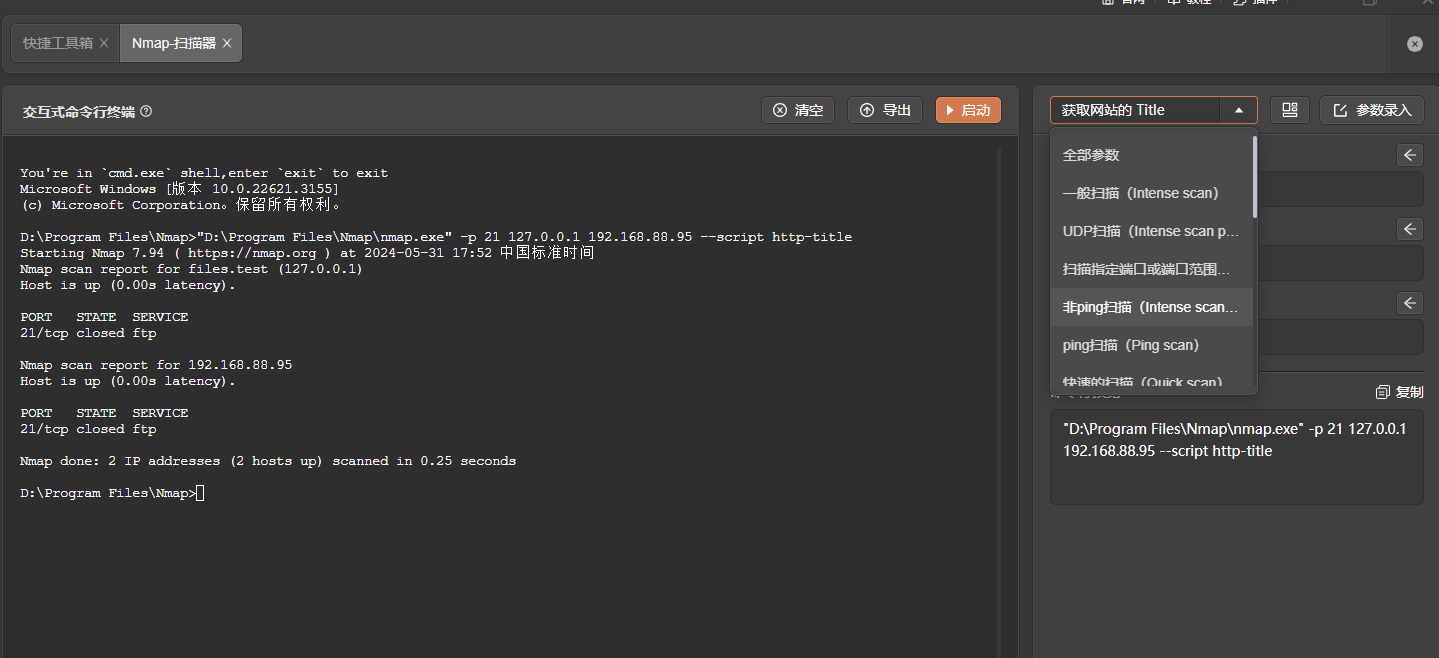 官网 教程 插件
快捷工具箱
Nmap-扫描器
交互式命令行终端
清空
导出
启动
获取网站的 Title
参数录入
You're in `cmd.exe` shell,enter `exit` to exit
Microsoft Windows [版本 10.0.22621.3155]
(c) Microsoft Corporation。保留所有权利。
D:\Program Files\Nmap>"D:\Program Files\Nmap\nmap.exe" -p 21 127.0.0.1 192.168.88.95 --script http-title
Starting Nmap 7.94 ( https://nmap.org ) at 2024-05-31 17:52 中国标准时间
Nmap scan report for files.test (127.0.0.1)
Host is up (0.00s latency).
PORT   STATE  SERVICE
21/tcp closed ftp
Nmap scan report for 192.168.88.95
Host is up (0.00s latency).
PORT   STATE  SERVICE
21/tcp closed ftp
Nmap done: 2 IP addresses (2 hosts up) scanned in 0.25 seconds
D:\Program Files\Nmap>
全部参数
一般扫描（Intense scan）
UDP扫描（Intense scan p...
扫描指定端口或端口范围...
非ping扫描（Intense scan...
ping扫描（Ping scan）
快速的扫描（Quick scan）
复制
"D:\Program Files\Nmap\nmap.exe" -p 21 127.0.0.1
192.168.88.95 --script http-title